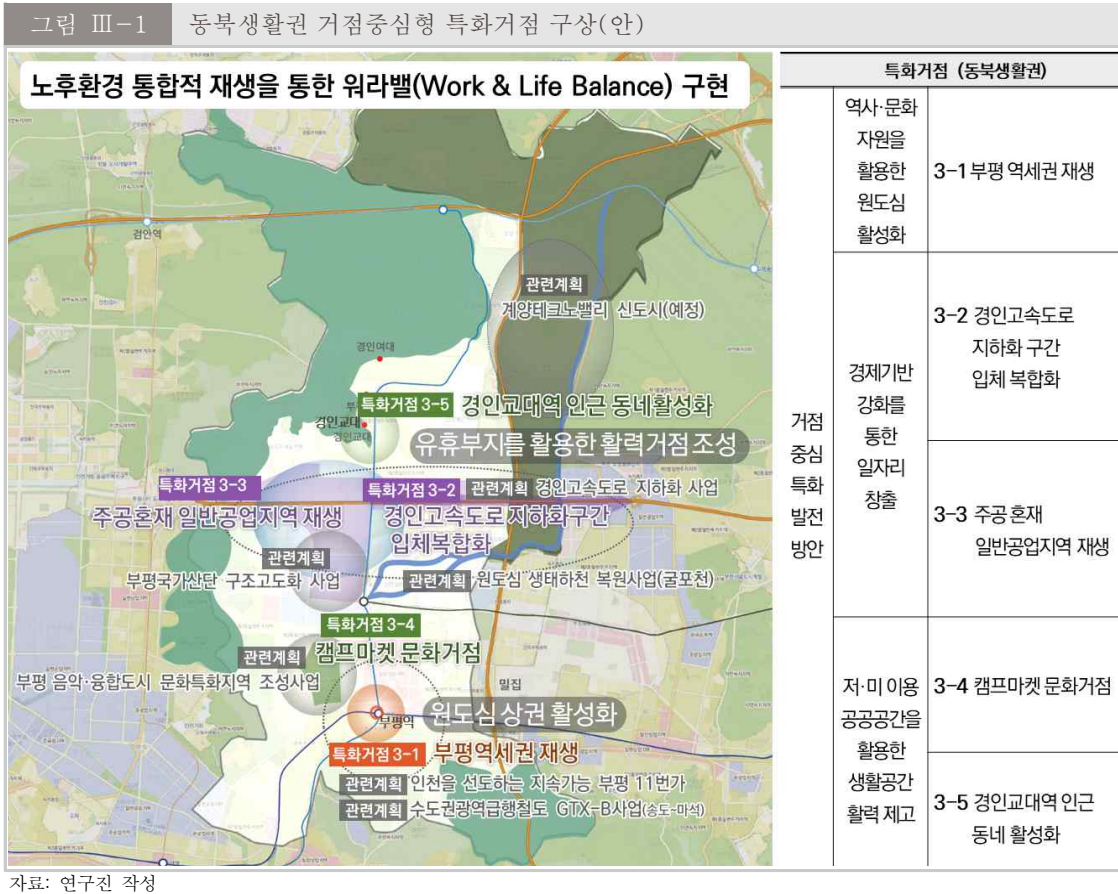 그림 Ⅲ-1 동북생활권 거점중심형 특화거점 구상(안)
노후환경 통합적 재생을 통한 워라밸(Work & Life Balance) 구현
검안역
관련계획
계양테크노밸리 신도시(예정)
경인여대
특화거점 3-5 경인교대역 인근 동네활성화
경인교대
경인교대
유휴부지를 활용한 활력거점 조성
특화거점 3-3
특화거점 3-2 관련계획 경인고속도로 지하화 사업
주공혼재 일반공업지역 재생
경인고속도로 지하화구간
입체복합화
관련계획
부평국가산단 구조고도화 사업
관련계획 원도심 생태하천 복원사업(굴포천)
특화거점 3-4
관련계획 캠프마켓 문화거점
부평 음악·융합도시 문화특화지역 조성사업
밀집
원도심 상권 활성화
부평역
특화거점 3-1 부평역세권 재생
관련계획 인천을 선도하는 지속가능 부평 11번가
관련계획 수도권광역급행철도 GTX-B사업(송도-마석)
특화거점 (동북생활권)
거점
중심
특화
발전
방안
역사·문화
자원을
활용한
원도심
활성화
3-1 부평 역세권 재생
경제기반
강화를
통한
일자리
창출
3-2 경인고속도로
지하화 구간
입체 복합화
3-3 주공 혼재
일반공업지역 재생
저·미 이용
공공공간을
활용한
생활공간
활력 제고
3-4 캠프마켓 문화거점
3-5 경인교대역 인근
동네 활성화
자료: 연구진 작성